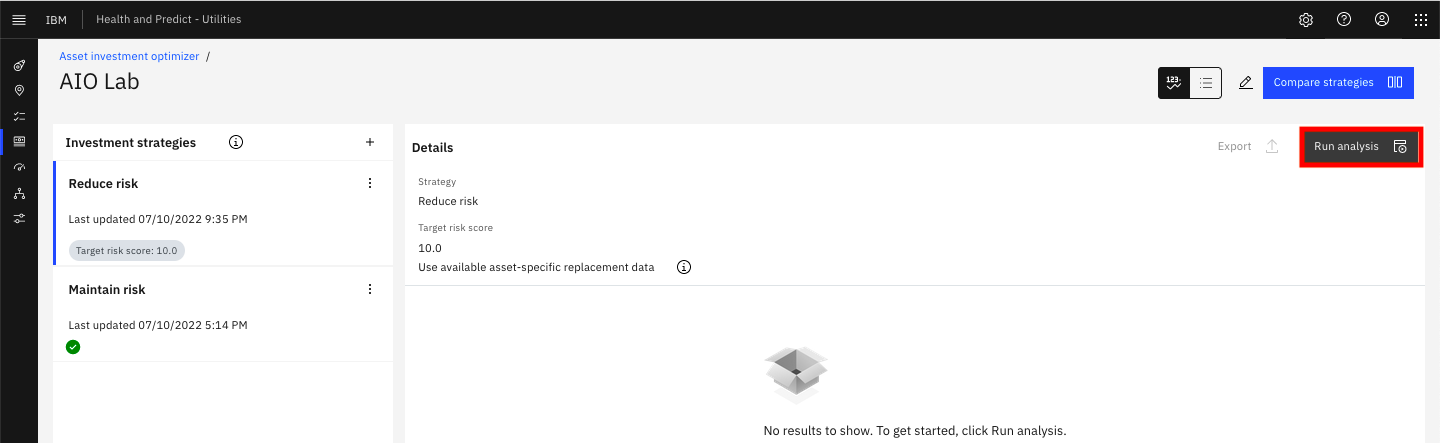 IBM Health and Predict - Utilities
Asset investment optimizer /
AIO Lab
123.
Compare strategies
Investment strategies
+
Reduce risk
Last updated 07/10/2022 9:35 PM
Target risk score: 10.0
Maintain risk
Last updated 07/10/2022 5:14 PM
Details
Export
Run analysis
Strategy
Reduce risk
Target risk score
10.0
Use available asset-specific replacement data
No results to show. To get started, click Run analysis.